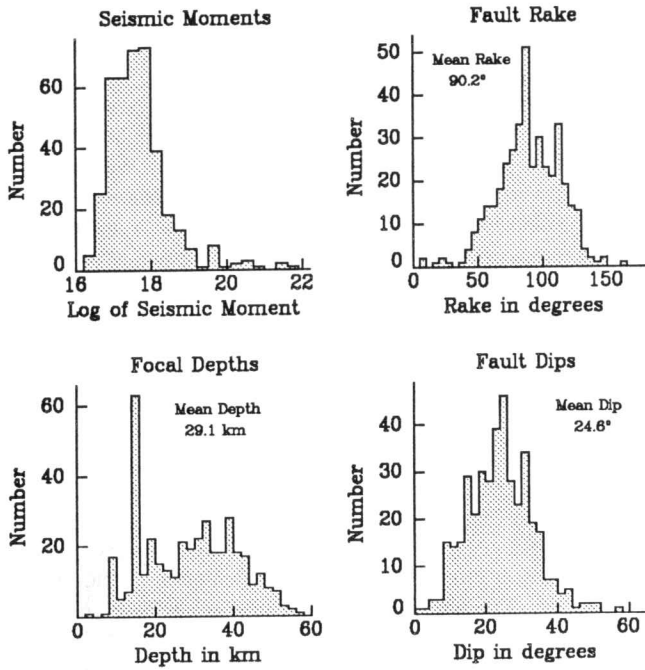 Seismic Moments
Number
60
40
20
0
16
18
20
22
Log of Seismic Moment
Fault Rake
Mean Rake
90.2°
Number
50
40
30
20
10
0
0
50
100
150
Rake in degrees
Focal Depths
Mean Depth
29.1 km
Number
60
40
20
0
20
40
60
Depth in km
Fault Dips
Mean Dip
24.6°
Number
40
30
20
10
0
0
20
40
60
Dip in degrees